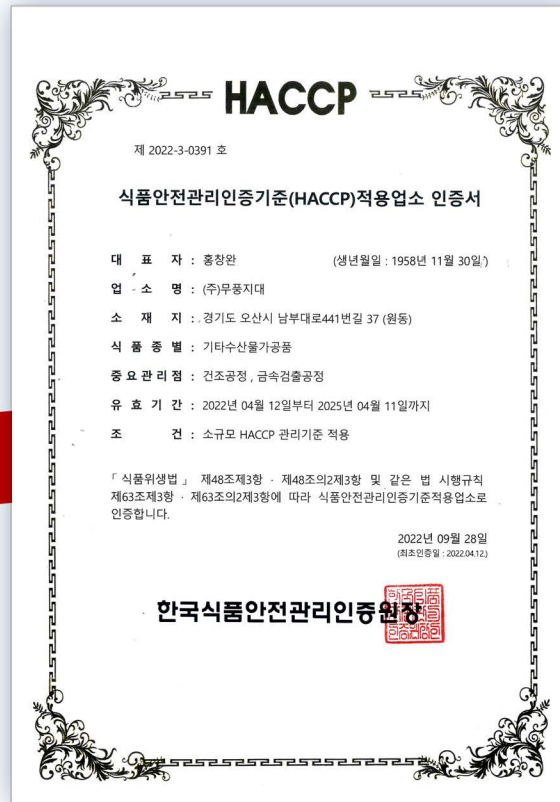 HACCP
제 2022-3-0391 호
식품안전관리인증기준(HACCP)적용업소 인증서
대 표 자 : 홍창완 (생년월일 : 1958년 11월 30일)
업 소 명 : (주)무풍지대
소 재 지 : 경기도 오산시 남부대로441번길 37 (원동)
식 품 종 별 : 기타수산물가공품
중요관리점 : 건조공정 , 금속검출공정
유 효 기 간 : 2022년 04월 12일부터 2025년 04월 11일까지
조 건 : 소규모 HACCP 관리기준 적용
「식품위생법」 제48조제3항 · 제48조의2제3항 및 같은 법 시행규칙
제63조제3항 · 제63조의2제3항에 따라 식품안전관리인증기준적용업소로
인증합니다.
2022년 09월 28일
(최초인증일 : 2022.04.12.)
한국식품안전관리인증원장